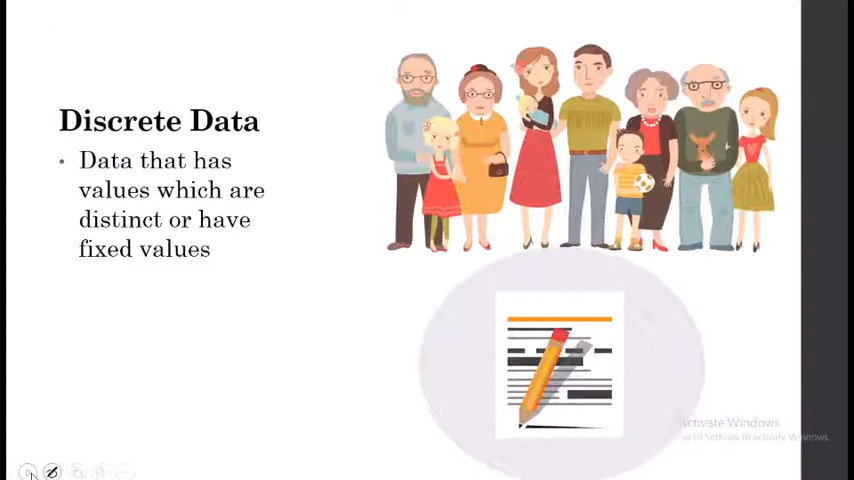 Discrete Data
• Data that has
values which are
distinct or have
fixed values
Activate Windows
Go to Settings to activate Windows.